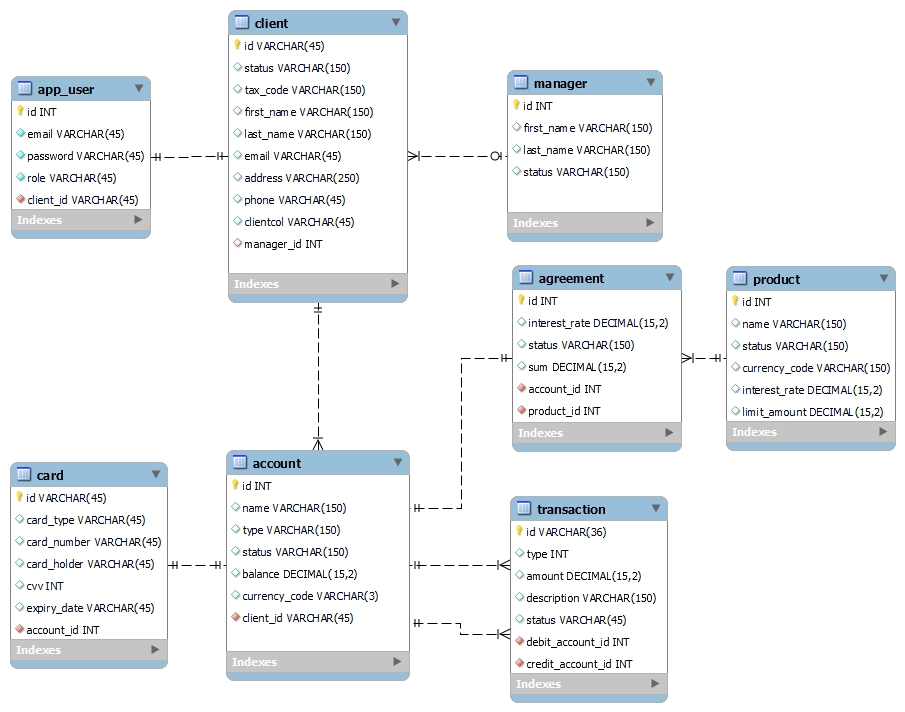 client
id VARCHAR(45)
status VARCHAR(150)
tax_code VARCHAR(150)
first_name VARCHAR(150)
last_name VARCHAR(150)
email VARCHAR(45)
address VARCHAR(250)
phone VARCHAR(45)
clientcol VARCHAR(45)
manager_id INT
Indexes
app_user
id INT
email VARCHAR(45)
password VARCHAR(45)
role VARCHAR(45)
client_id VARCHAR(45)
Indexes
manager
id INT
first_name VARCHAR(150)
last_name VARCHAR(150)
status VARCHAR(150)
Indexes
agreement
id INT
interest_rate DECIMAL(15,2)
status VARCHAR(150)
sum DECIMAL(15,2)
account_id INT
product_id INT
Indexes
product
id INT
name VARCHAR(150)
status VARCHAR(150)
currency_code VARCHAR(150)
interest_rate DECIMAL(15,2)
limit_amount DECIMAL(15,2)
Indexes
card
id VARCHAR(45)
card_type VARCHAR(45)
card_number VARCHAR(45)
card_holder VARCHAR(45)
cvv INT
expiry_date VARCHAR(45)
account_id INT
Indexes
account
id INT
name VARCHAR(150)
type VARCHAR(150)
status VARCHAR(150)
balance DECIMAL(15,2)
currency_code VARCHAR(3)
client_id VARCHAR(45)
Indexes
transaction
id VARCHAR(36)
type INT
amount DECIMAL(15,2)
description VARCHAR(150)
status VARCHAR(45)
debit_account_id INT
credit_account_id INT
Indexes